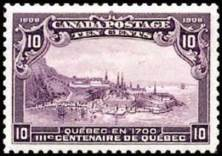 1608 CANADA POSTAGE 1908
TEN CENTS
10 10
QUÉBEC EN 1700
IIIe CENTENAIRE DE QUÉBEC
10 10